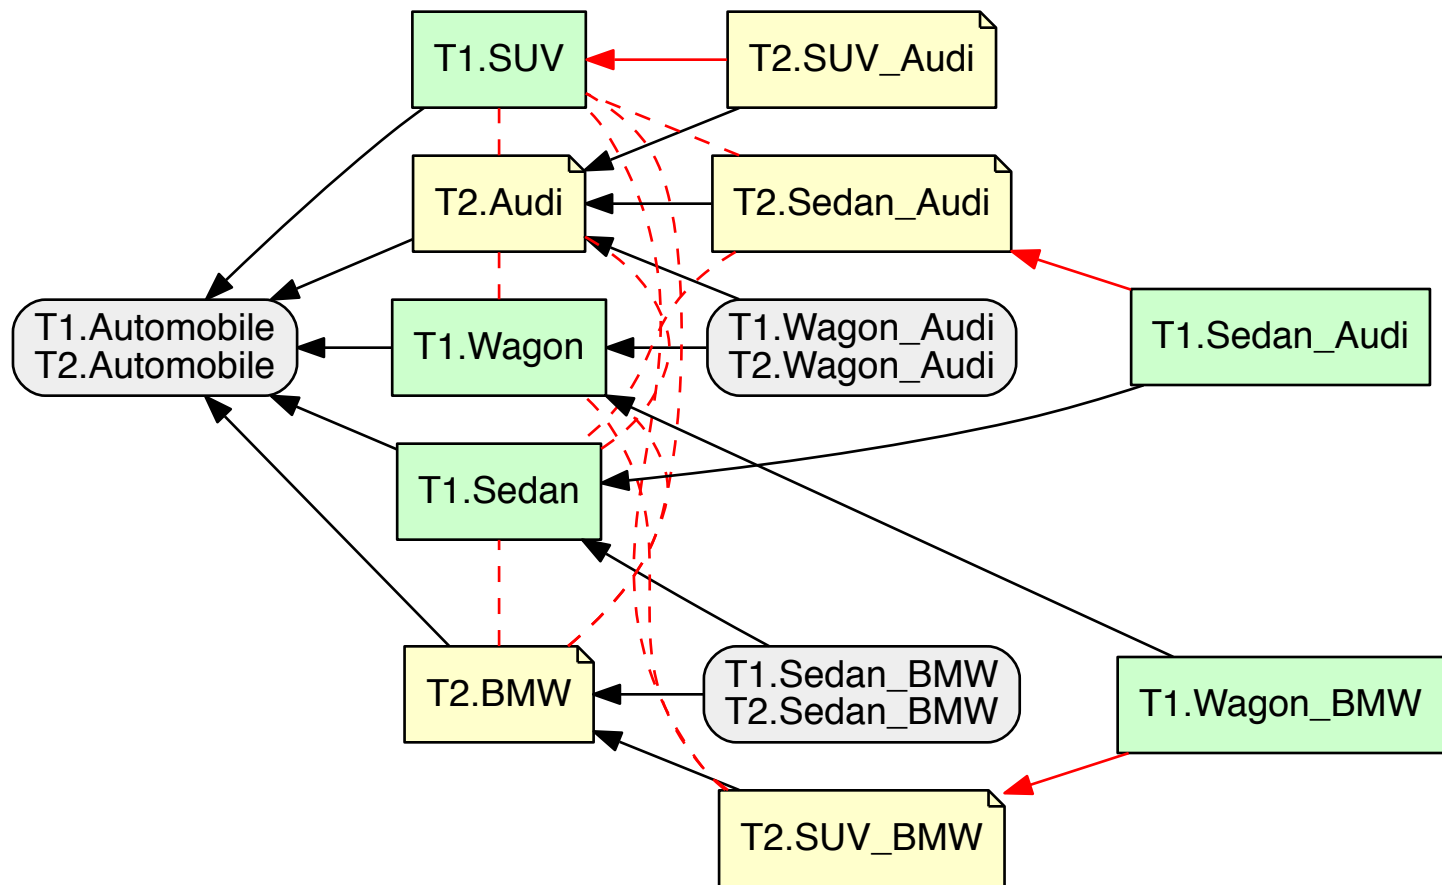 T1.SUV
T2.SUV_Audi
T2.Audi
T2.Sedan_Audi
T1.Automobile
T2.Automobile
T1.Wagon
T1.Wagon_Audi
T2.Wagon_Audi
T1.Sedan_Audi
T1.Sedan
T2.BMW
T1.Sedan_BMW
T2.Sedan_BMW
T1.Wagon_BMW
T2.SUV_BMW